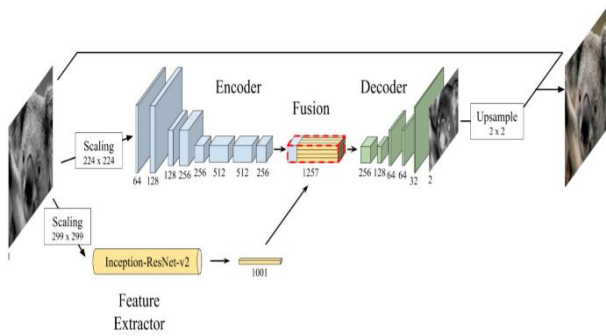 Encoder
Decoder
Fusion
Scaling
224 x 224
Upsample
2 x 2
64
128
128
256
256
512
512
256
1257
256
128
64
64
32
2
Scaling
299 x 299
Inception-ResNet-v2
1001
Feature
Extractor